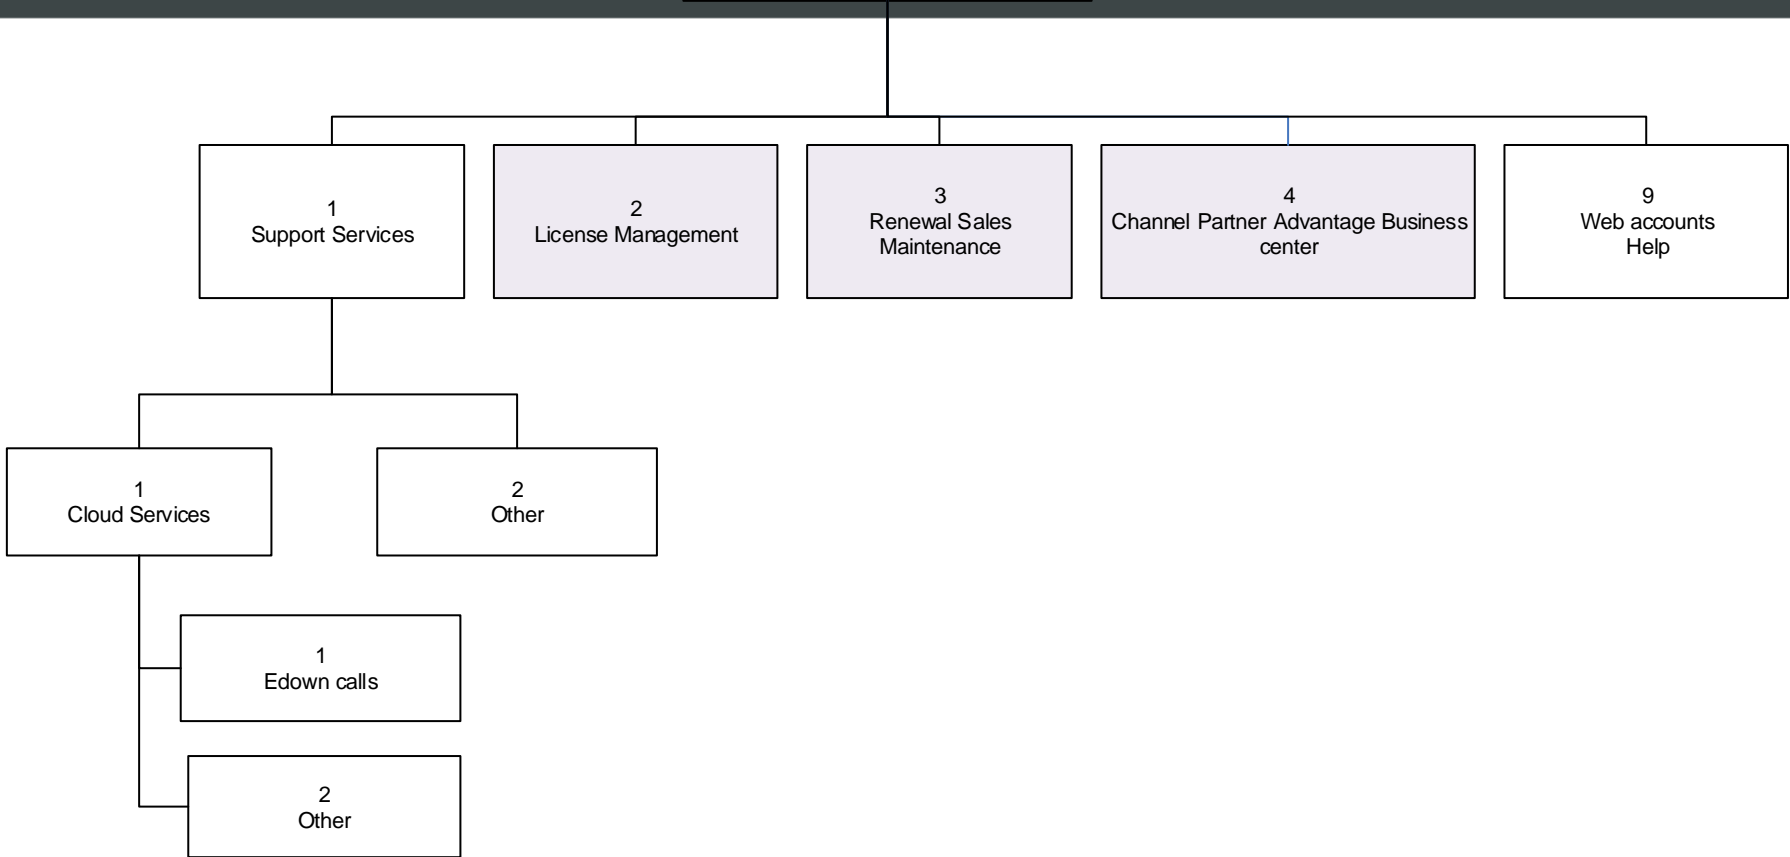 1
Support Services
2
License Management
3
Renewal Sales
Maintenance
4
Channel Partner Advantage Business
center
9
Web accounts
Help
1
Cloud Services
2
Other
1
Edown calls
2
Other